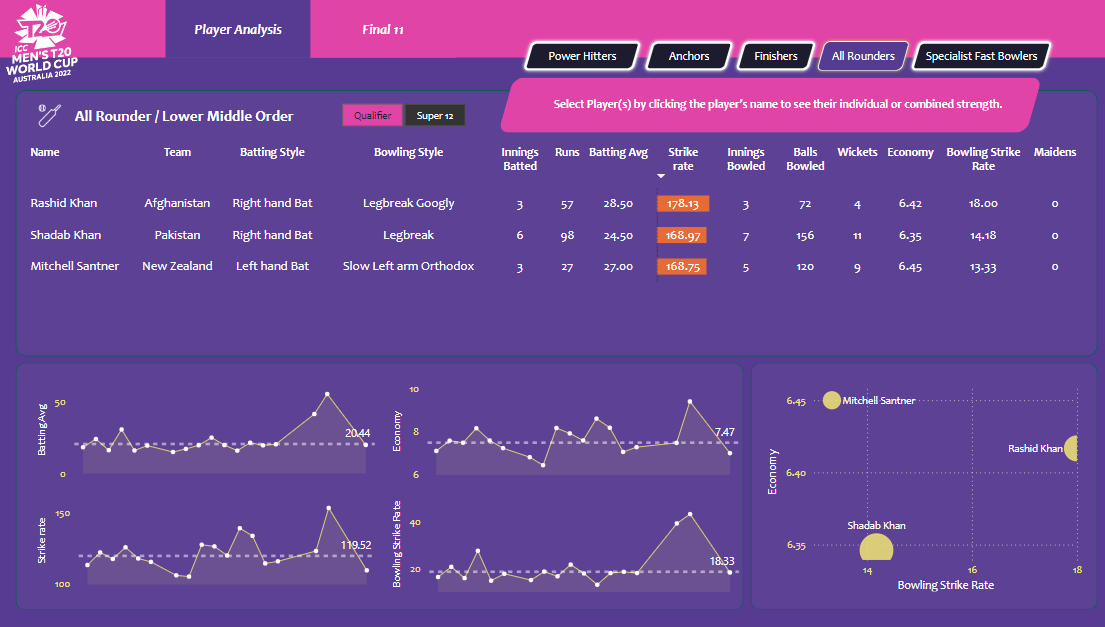 T20
ICC
MEN'S T20
WORLD CUP
AUSTRALIA 2022
Player Analysis
Final 11
Power Hitters
Anchors
Finishers
All Rounders
Specialist Fast Bowlers
Select Player(s) by clicking the player's name to see their individual or combined strength.
All Rounder / Lower Middle Order
Qualifier
Super 12
Name Team Batting Style Bowling Style Innings Batted Runs Batting Avg Strike rate Innings Bowled Balls Bowled Wickets Economy Bowling Strike Rate Maidens
Rashid Khan Afghanistan Right hand Bat Legbreak Googly 3 57 28.50 178.13 3 72 4 6.42 18.00 0
Shadab Khan Pakistan Right hand Bat Legbreak 6 98 24.50 168.97 7 156 11 6.35 14.18 0
Mitchell Santner New Zealand Left hand Bat Slow Left arm Orthodox 3 27 27.00 168.75 5 120 9 6.45 13.33 0
Batting Avg
50
0
20.44
Economy
10
8
6
7.47
Strike rate
150
100
119.52
Bowling Strike Rate
40
20
18.33
Economy
6.45
6.40
6.35
Mitchell Santner
Rashid Khan
Shadab Khan
14
16
18
Bowling Strike Rate